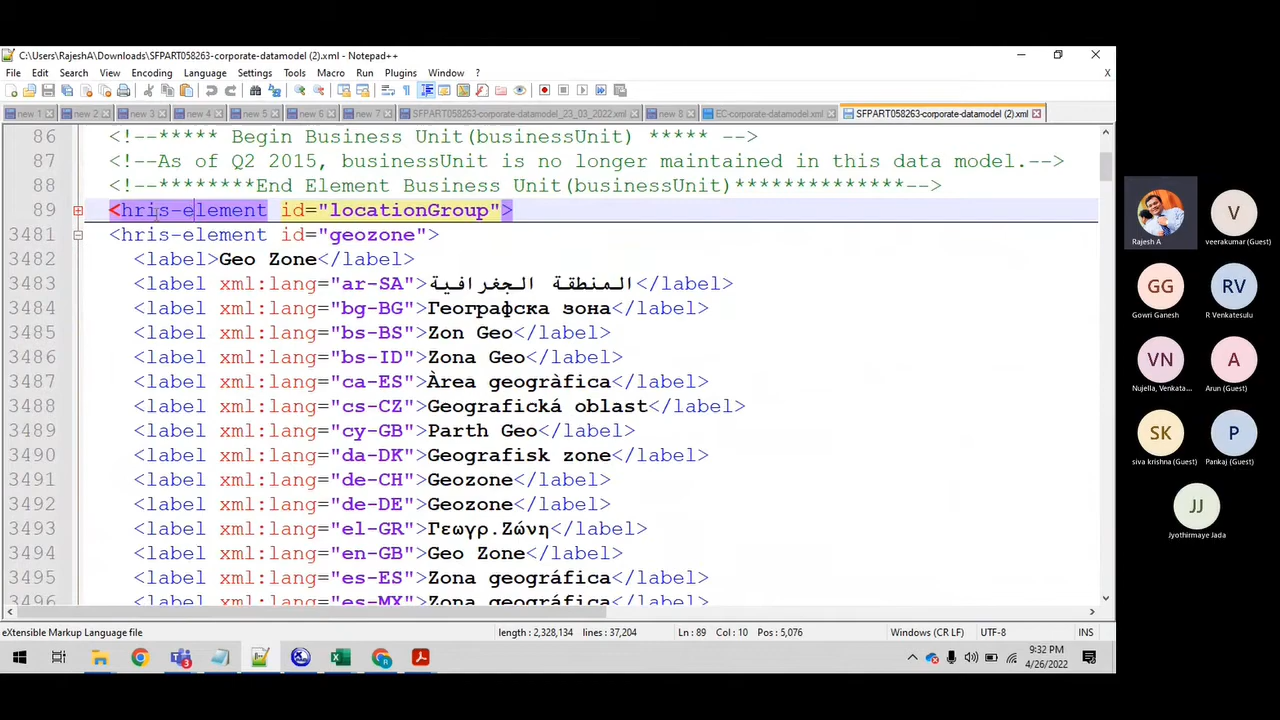 C:\Users\RajeshA\Downloads\SFPART058263-corporate-datamodel (2).xml - Notepad++
File Edit Search View Encoding Language Settings Tools Macro Run Plugins Window ?
X
new 1 new 2 new 3 new 4 new 5 new 6 new 7 SFPART058263-corporate-datamodel_23_03_2022.xml new 8 EC-corporate-datamodel.xml SFPART058263-corporate-datamodel (2).xml
86 <!--***** Begin Business Unit(businessUnit) ***** -->
87 <!--As of Q2 2015, businessUnit is no longer maintained in this data model.-->
88 <!--********End Element Business Unit(businessUnit)**************-->
89 <hris-element id="locationGroup">
3481 <hris-element id="geozone">
3482 <label>Geo Zone</label>
3483 <label xml:lang="ar-SA">المنطقة الجغرافية</label>
3484 <label xml:lang="bg-BG">Географска зона</label>
3485 <label xml:lang="bs-BS">Zon Geo</label>
3486 <label xml:lang="bs-ID">Zona Geo</label>
3487 <label xml:lang="ca-ES">Àrea geogràfica</label>
3488 <label xml:lang="cs-CZ">Geografická oblast</label>
3489 <label xml:lang="cy-GB">Parth Geo</label>
3490 <label xml:lang="da-DK">Geografisk zone</label>
3491 <label xml:lang="de-CH">Geozone</label>
3492 <label xml:lang="de-DE">Geozone</label>
3493 <label xml:lang="el-GR">Γεωγρ.Ζώνη</label>
3494 <label xml:lang="en-GB">Geo Zone</label>
3495 <label xml:lang="es-ES">Zona geográfica</label>
3496 <label xml:lang="es-MX">Zona geográfica</label>
eXtensible Markup Language file length : 2,328,134 lines : 37,204 Ln : 89 Col : 10 Pos : 5,076 Windows (CR LF) UTF-8 INS
3
9:32 PM
4/26/2022
Rajesh A
V
veerakumar (Guest)
GG
Gowri Ganesh
RV
R Venkatesulu
VN
Nujella, Venkata...
A
Arun (Guest)
SK
siva krishna (Guest)
P
Pankaj (Guest)
JJ
Jyothirmaye Jada